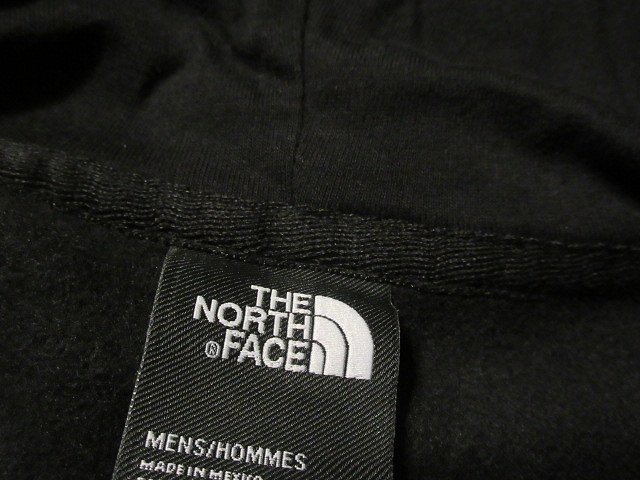 THE
NORTH
® FACE
MENS/HOMMES
MADE IN MEXICO